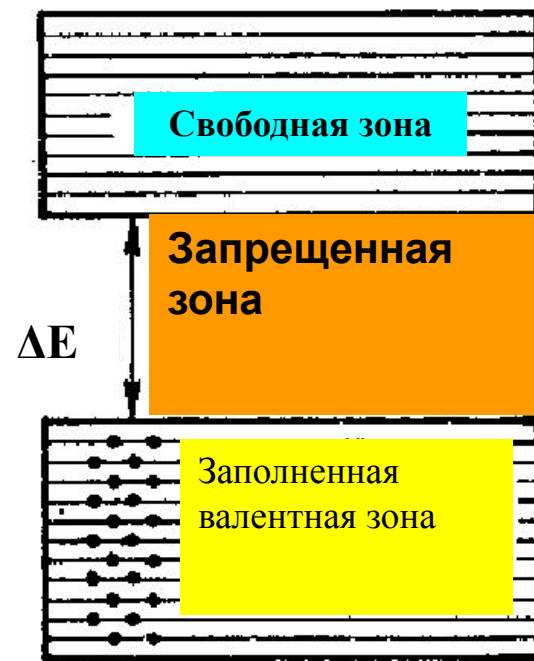 Свободная зона
Запрещенная
зона
ΔE
Заполненная
валентная зона